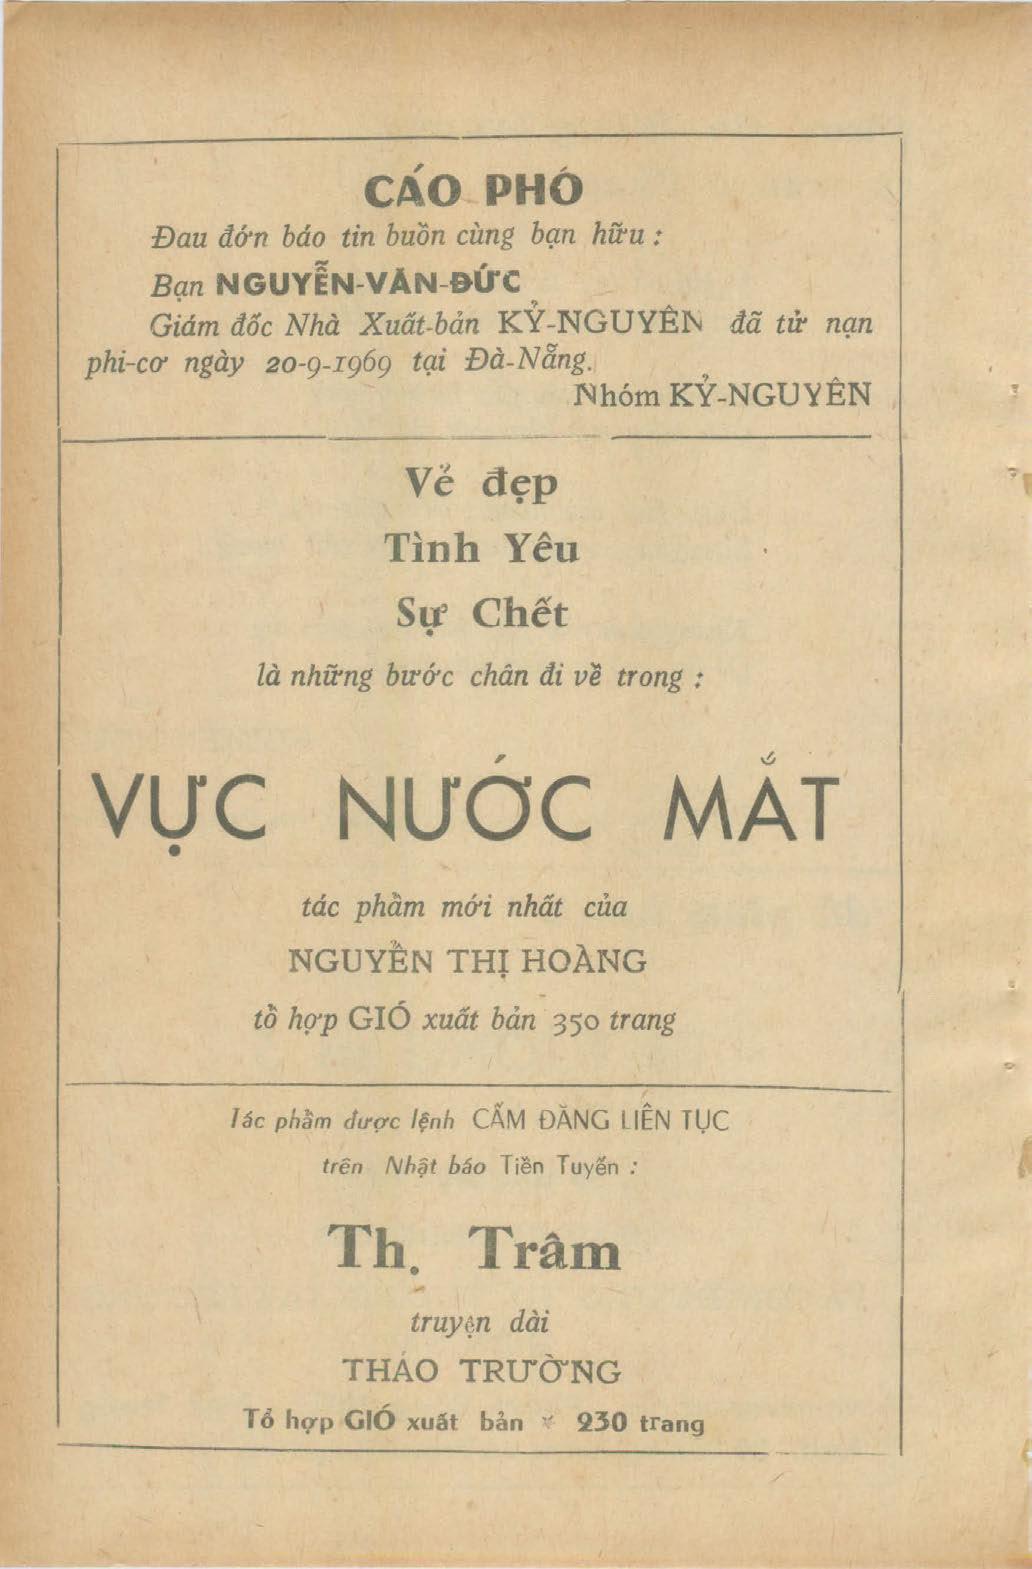 CÁO PHÓ
Đau đớn báo tin buồn cùng bạn hữu :
Bạn NGUYỄN-VĂN-ĐỨC
Giám đốc Nhà Xuất-bản KỶ-NGUYÊN đã tử nạn
phi-cơ ngày 20-9-1969 tại Đà-Nẵng.
Nhóm KỶ-NGUYÊN
Vẻ đẹp
Tình Yêu
Sự Chết
là những bước chân đi về trong :
VỰC NƯỚC MẮT
tác phẩm mới nhất của
NGUYỄN THỊ HOÀNG
tổ hợp GIÓ xuất bản 350 trang
Tác phẩm được lệnh CẤM ĐĂNG LIÊN TỤC
trên Nhật báo Tiền Tuyến :
Th. Trâm
truyện dài
THẢO TRƯỜNG
Tổ hợp GIÓ xuất bản * 230 trang